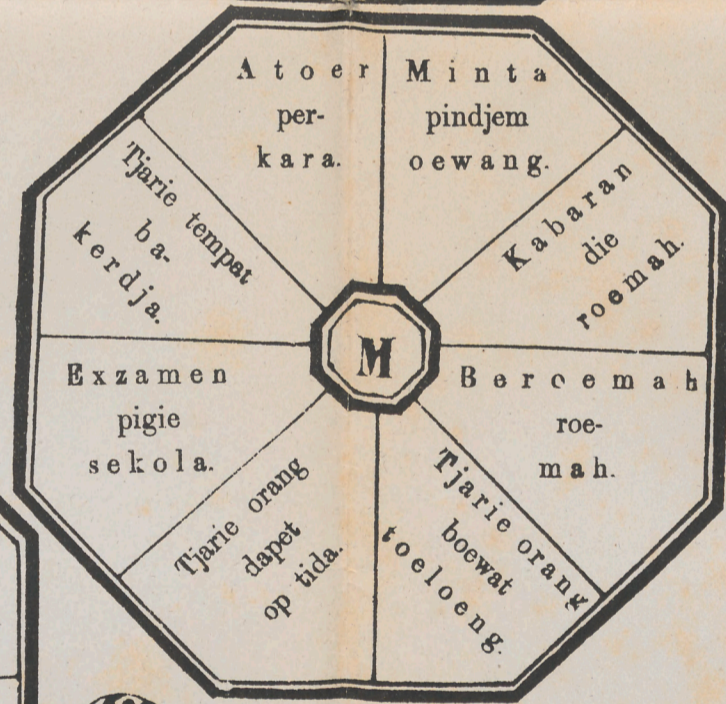 Atoer
per-
kara.
Minta
pindjem
oewang.
Kabaran
die
roemah.
Beroemah
roe-
mah.
Tjarie orang
boewat
toeloeng.
Tjarie orang
dapet
op tida.
Exzamen
pigie
sekola.
Tjarie tempat
ba-
kerdja.
M